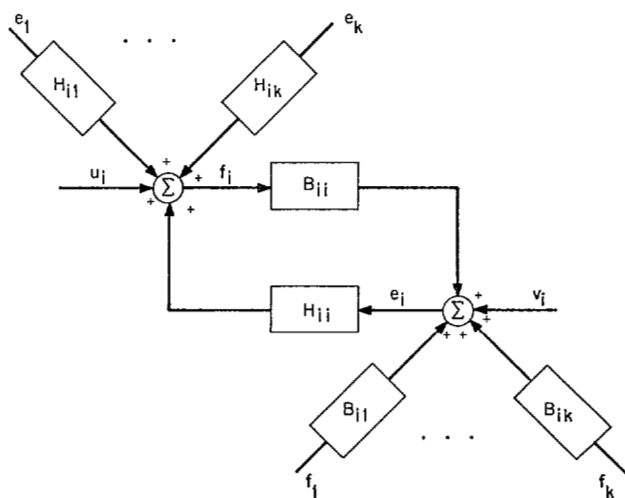 e1 . . . ek
Hi1 Hik
+ +
ui + Σ + fi Bii
+
Hii ei Σ + vi
+ + +
Bi1 . . . Bik
f1 fk